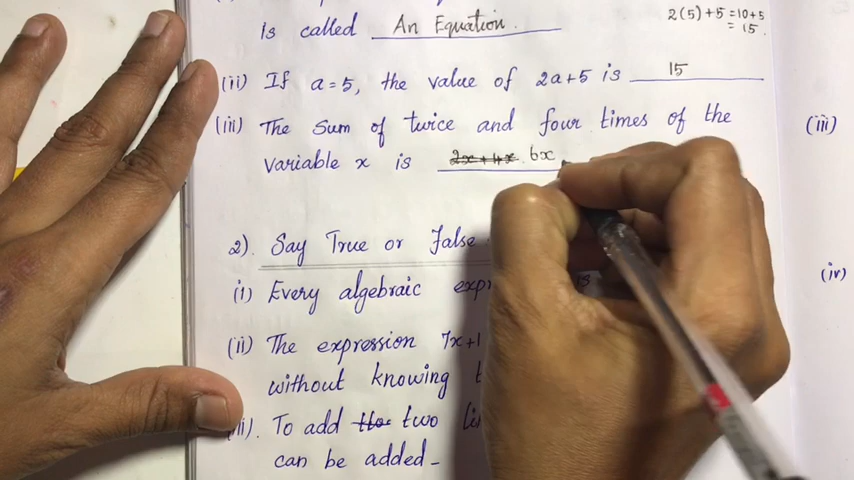 is called An Equation.
2(5)+5=10+5
= 15.
(ii) If a=5, the value of 2a+5 is 15
(iii) The Sum of twice and four times of the
variable x is 2x+4x 6x
2). Say True or False
(i) Every algebraic is
(ii) The expression 7x+1
without knowing
To add two
can be added-
(iii)
(iv)